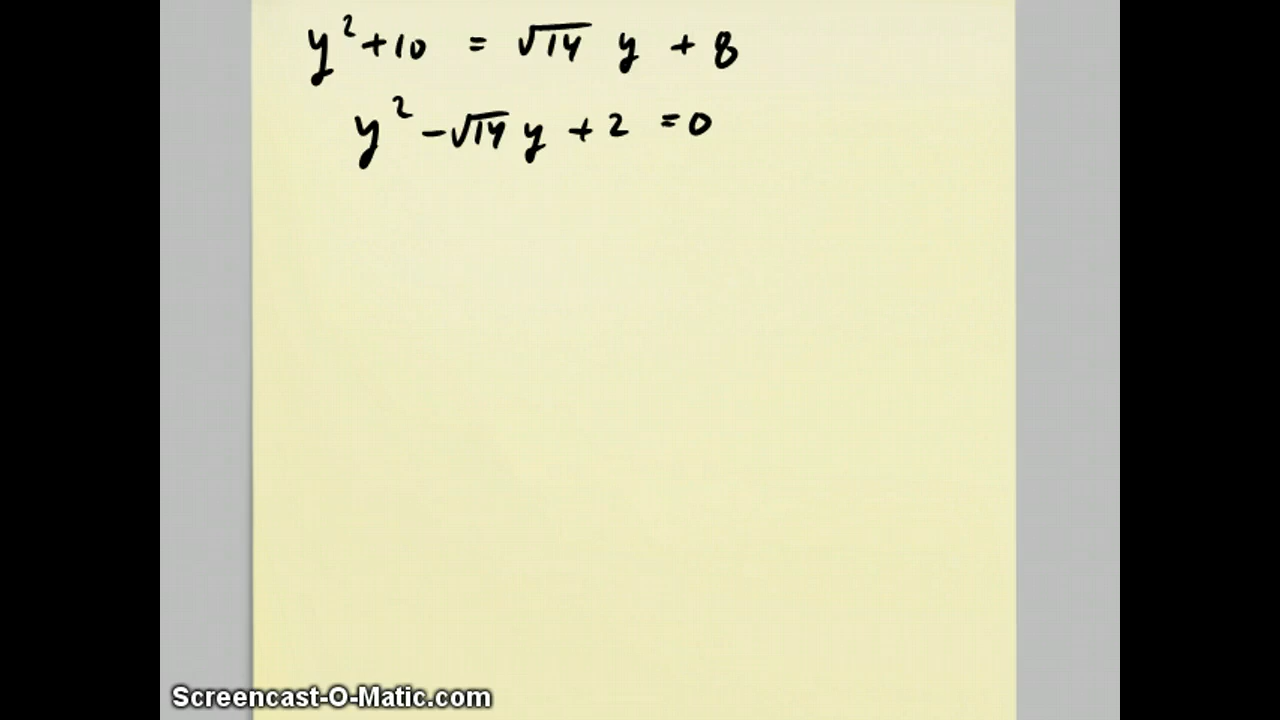 y² + 10 = √14 y + 8
y² - √14 y + 2 = 0
Screencast-O-Matic.com